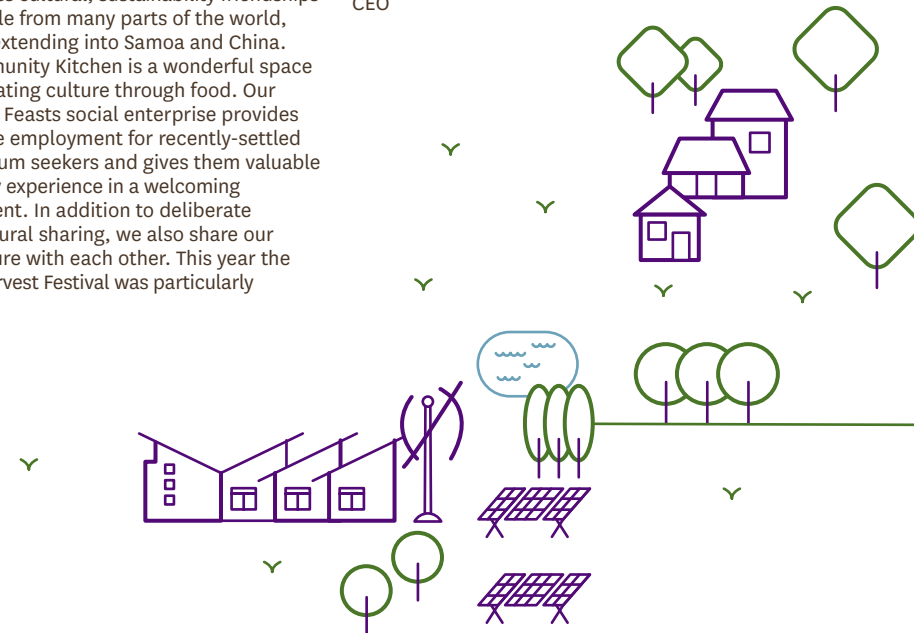 le from many parts of the world,
extending into Samoa and China.
unity Kitchen is a wonderful space
ating culture through food. Our
Feasts social enterprise provides
e employment for recently-settled
um seekers and gives them valuable
experience in a welcoming
ent. In addition to deliberate
ural sharing, we also share our
ure with each other. This year the
vest Festival was particularly
CEO